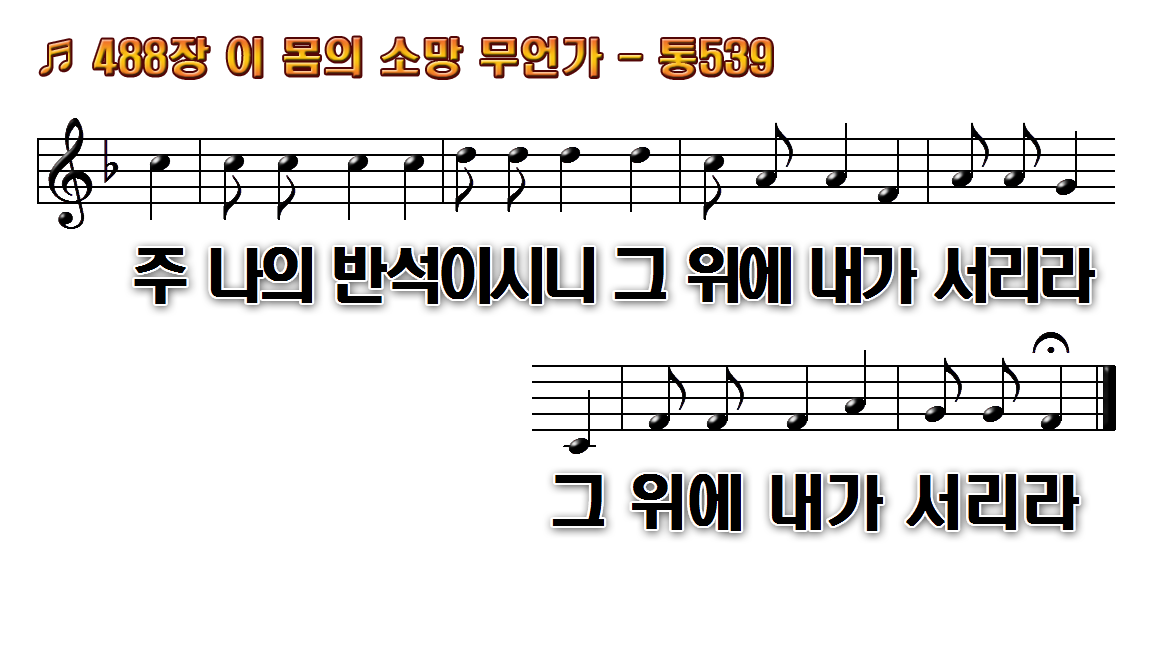 ♬ 488장 이 몸의 소망 무언가 - 통539
주 나의 반석이시니 그 위에 내가 서리라
그 위에 내가 서리라